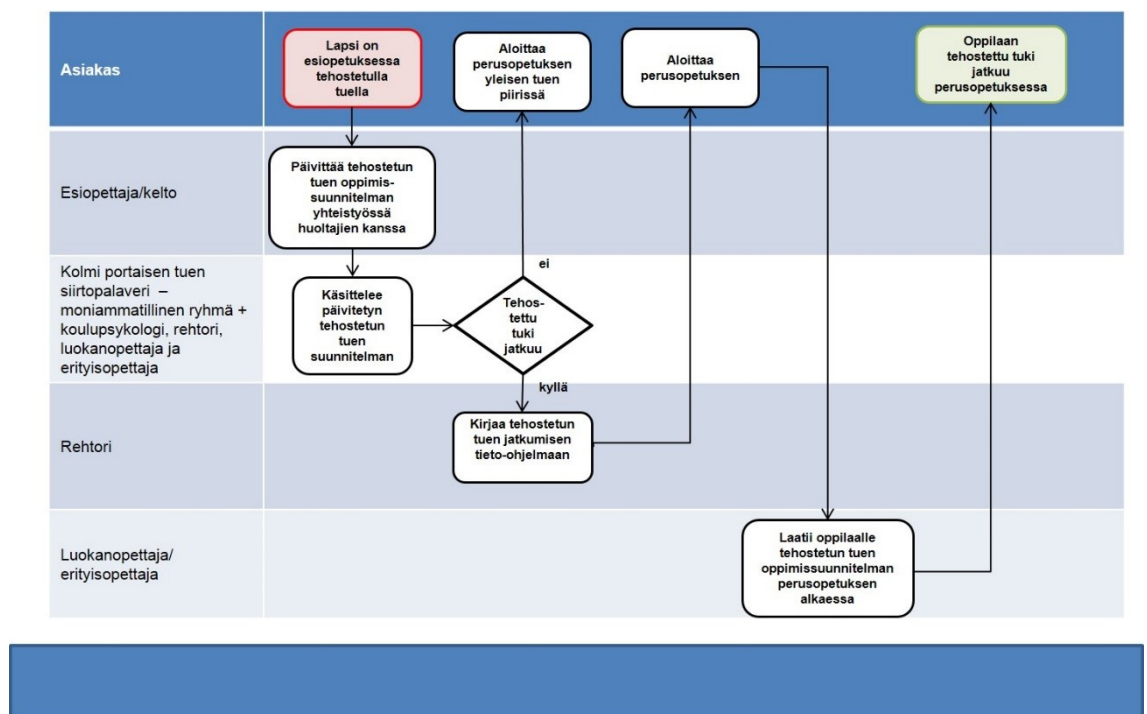 Asiakas
Lapsi on
esiopetuksessa
tehostetulla
tuella
Aloittaa
perusopetuksen
yleisen tuen
piirissä
Aloittaa
perusopetuksen
Oppilaan
tehostettu tuki
jatkuu
perusopetuksessa
Esiopettaja/kelto
Päivittää tehostetun
tuen oppimis-
suunnitelman
yhteistyössä
huoltajien kanssa
Kolmi portaisen tuen
siirtopalaveri –
moniammatillinen ryhmä +
koulupsykologi, rehtori,
luokanopettaja ja
erityisopettaja
Käsittelee
päivitetyn
tehostetun
tuen
suunnitelman
ei
Tehos-
tettu
tuki
jatkuu
kyllä
Rehtori
Kirjaa tehostetun
tuen jatkumisen
tieto-ohjelmaan
Luokanopettaja/
erityisopettaja
Laatii oppilaalle
tehostetun tuen
oppimissuunnitelman
perusopetuksen
alkaessa